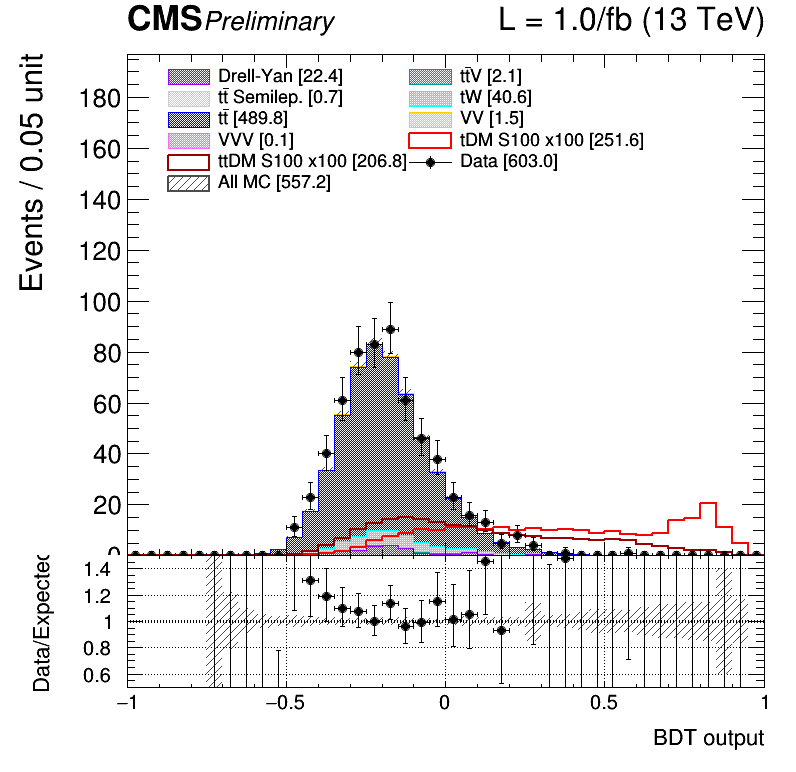 CMS Preliminary L = 1.0/fb (13 TeV)
Events / 0.05 unit
180
160
140
120
100
80
60
40
20
0
Drell-Yan [22.4]
tt̄ Semilep. [0.7]
tt̄ [489.8]
VVV [0.1]
ttDM S100 x100 [206.8]
All MC [557.2]
tt̄V [2.1]
tW [40.6]
VV [1.5]
tDM S100 x100 [251.6]
Data [603.0]
Data/Expected
1.4
1.2
1
0.8
0.6
−1 −0.5 0 0.5 1
BDT output